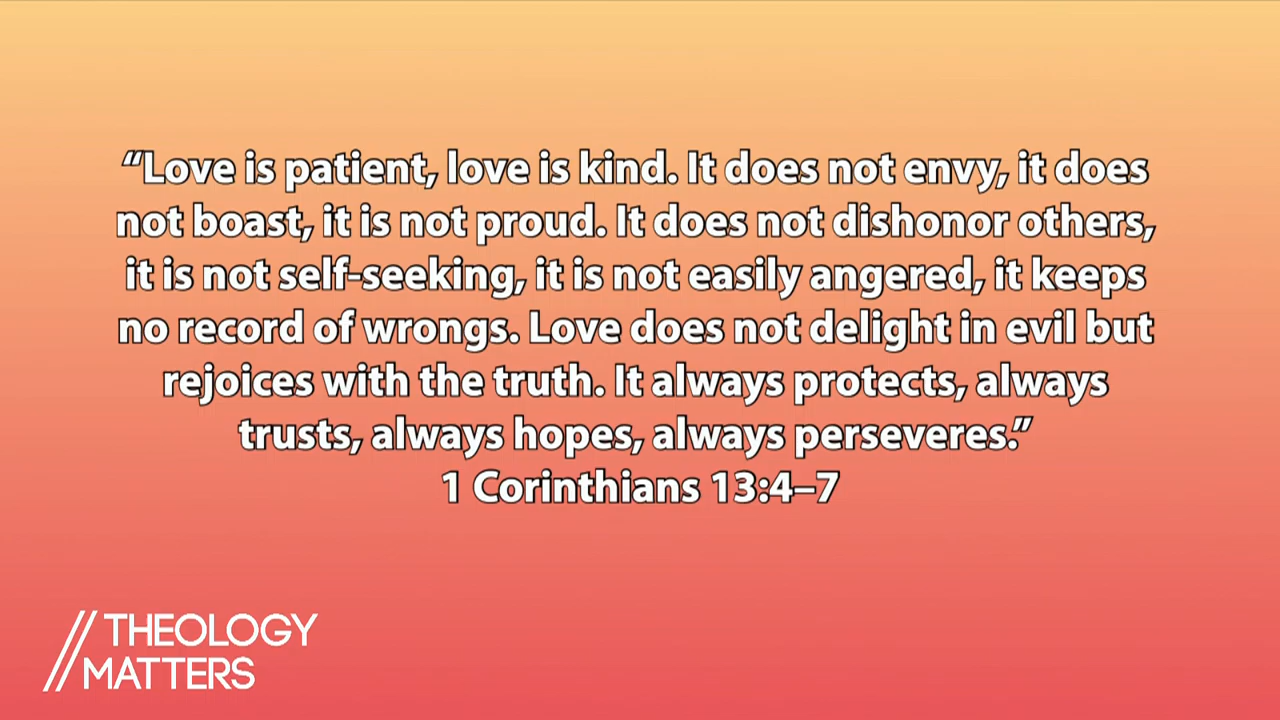 “Love is patient, love is kind. It does not envy, it does
not boast, it is not proud. It does not dishonor others,
it is not self-seeking, it is not easily angered, it keeps
no record of wrongs. Love does not delight in evil but
rejoices with the truth. It always protects, always
trusts, always hopes, always perseveres.”
1 Corinthians 13:4–7
//THEOLOGY
MATTERS